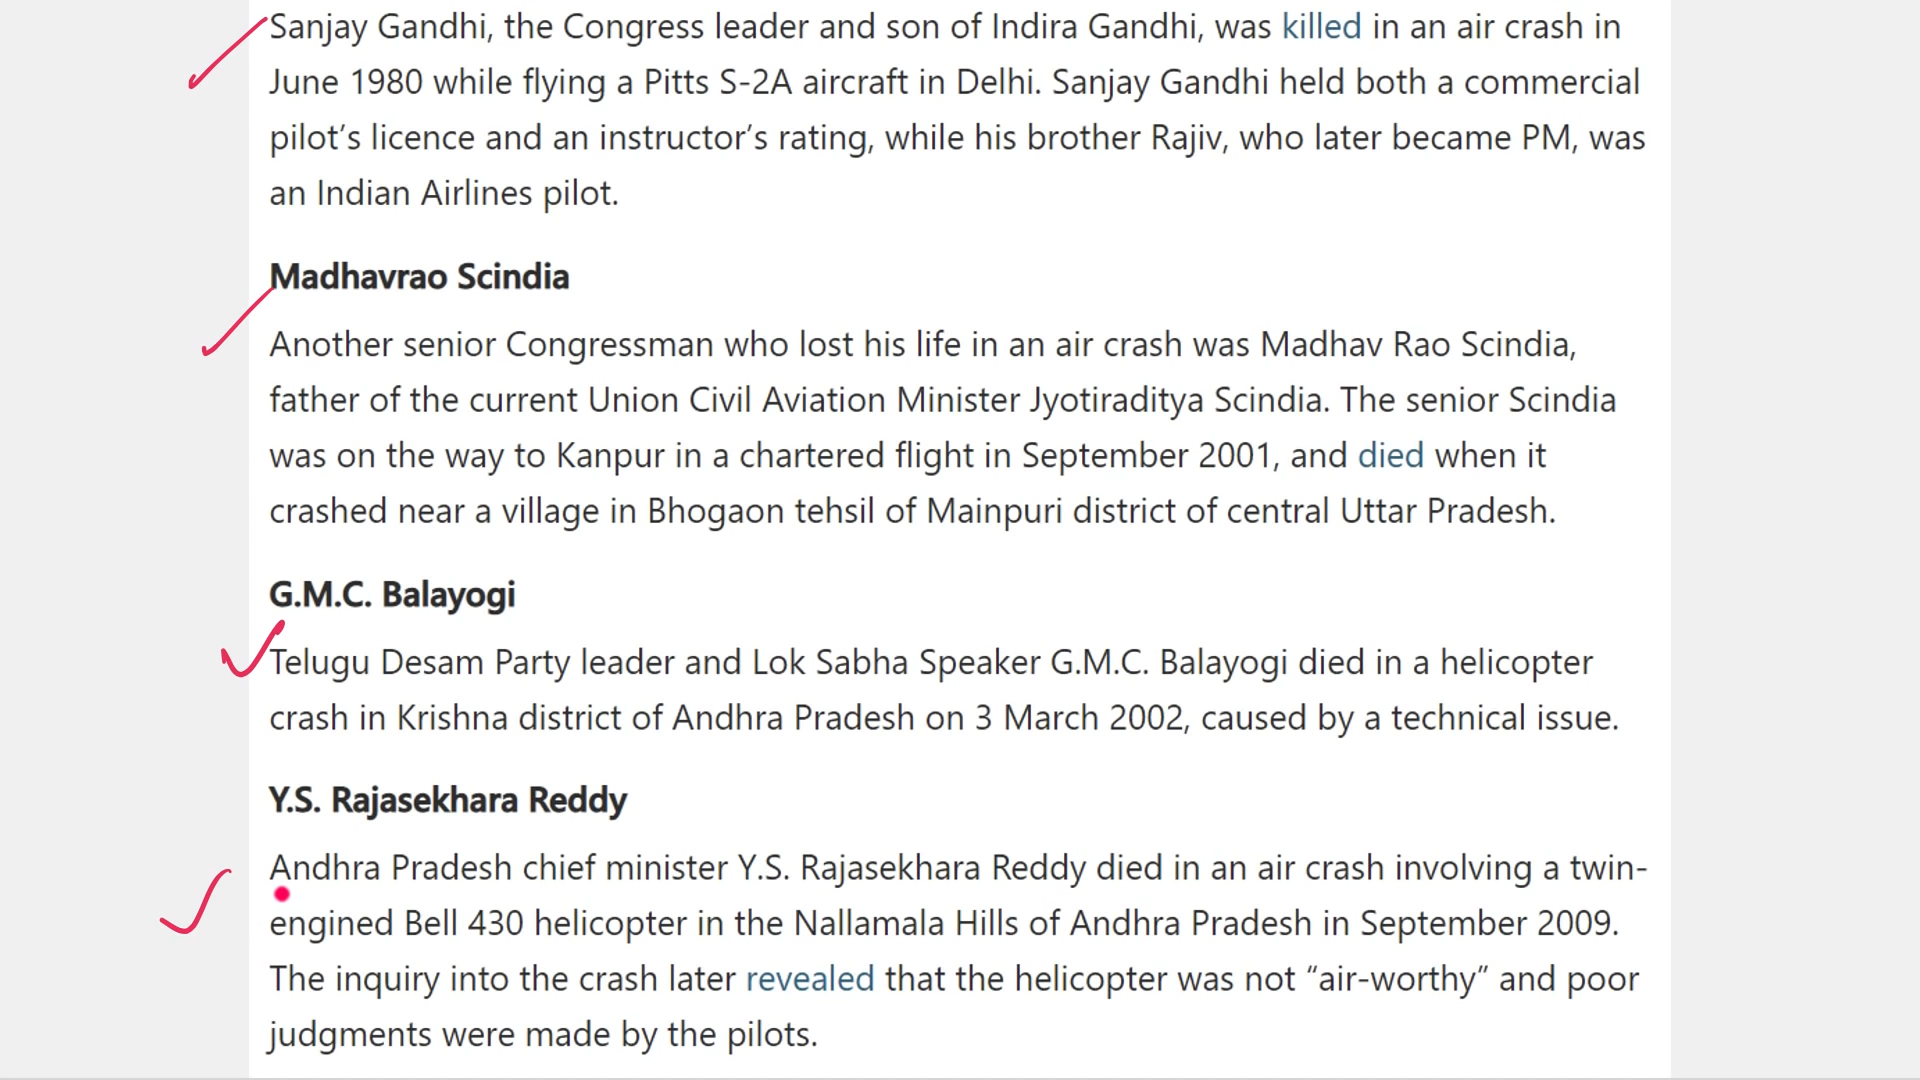 Sanjay Gandhi, the Congress leader and son of Indira Gandhi, was killed in an air crash in
June 1980 while flying a Pitts S-2A aircraft in Delhi. Sanjay Gandhi held both a commercial
pilot’s licence and an instructor’s rating, while his brother Rajiv, who later became PM, was
an Indian Airlines pilot.
Madhavrao Scindia
Another senior Congressman who lost his life in an air crash was Madhav Rao Scindia,
father of the current Union Civil Aviation Minister Jyotiraditya Scindia. The senior Scindia
was on the way to Kanpur in a chartered flight in September 2001, and died when it
crashed near a village in Bhogaon tehsil of Mainpuri district of central Uttar Pradesh.
G.M.C. Balayogi
Telugu Desam Party leader and Lok Sabha Speaker G.M.C. Balayogi died in a helicopter
crash in Krishna district of Andhra Pradesh on 3 March 2002, caused by a technical issue.
Y.S. Rajasekhara Reddy
Andhra Pradesh chief minister Y.S. Rajasekhara Reddy died in an air crash involving a twin-
engined Bell 430 helicopter in the Nallamala Hills of Andhra Pradesh in September 2009.
The inquiry into the crash later revealed that the helicopter was not “air-worthy” and poor
judgments were made by the pilots.